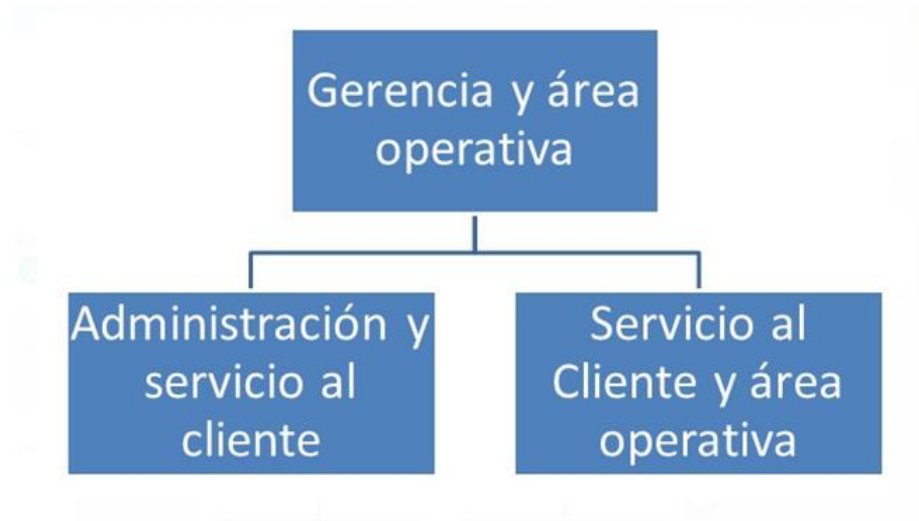 Gerencia y área
operativa
Administración y
servicio al
cliente
Servicio al
Cliente y área
operativa